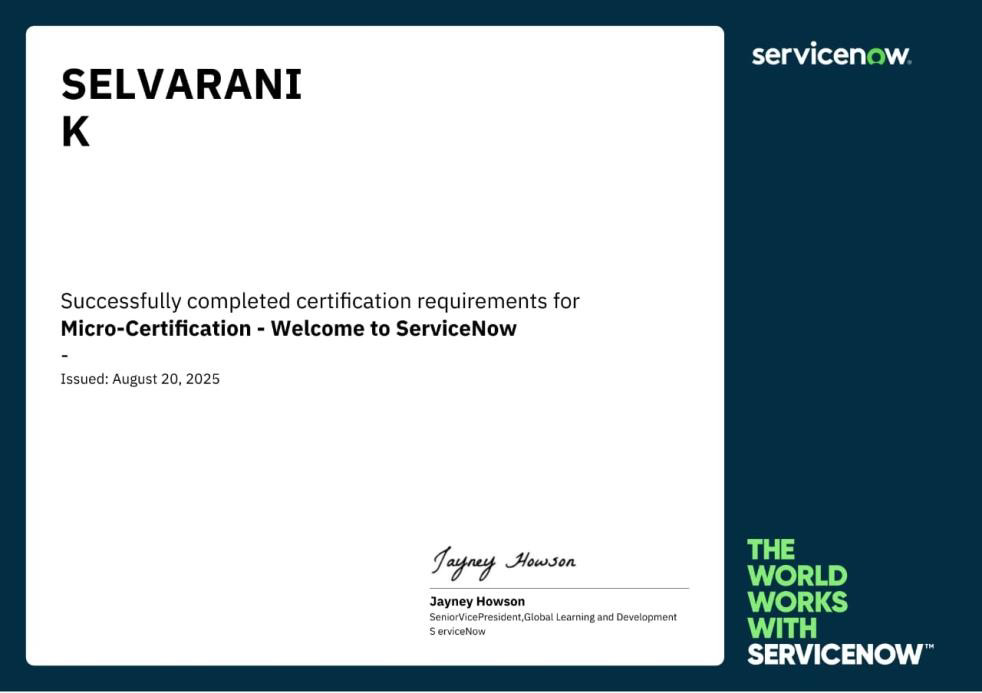 SELVARANI
K
Successfully completed certification requirements for
Micro-Certification - Welcome to ServiceNow
-
Issued: August 20, 2025
Jayney Howson
Jayney Howson
SeniorVicePresident,Global Learning and Development
S erviceNow
servicenow®
THE
WORLD
WORKS
WITH
SERVICENOW™